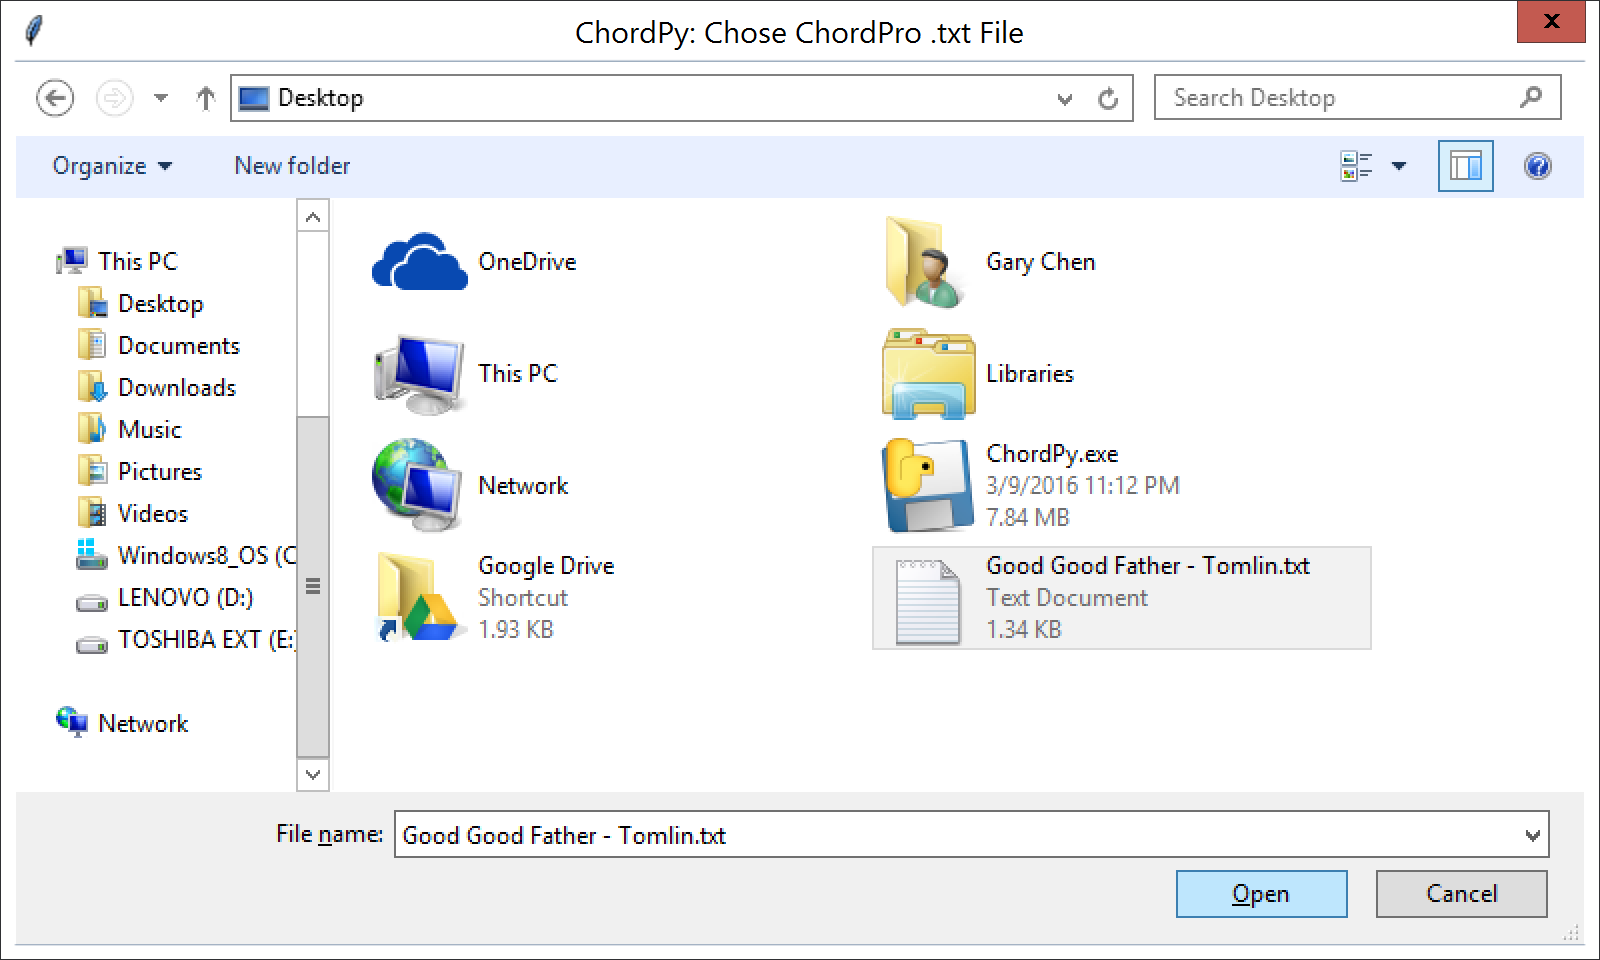 ChordPy: Chose ChordPro .txt File
x
Desktop
Search Desktop
Organize
New folder
This PC
Desktop
Documents
Downloads
Music
Pictures
Videos
Windows8_OS (C
LENOVO (D:)
TOSHIBA EXT (E:
Network
OneDrive
Gary Chen
This PC
Libraries
Network
ChordPy.exe
3/9/2016 11:12 PM
7.84 MB
Google Drive
Shortcut
1.93 KB
Good Good Father - Tomlin.txt
Text Document
1.34 KB
File name:
Good Good Father - Tomlin.txt
Open
Cancel